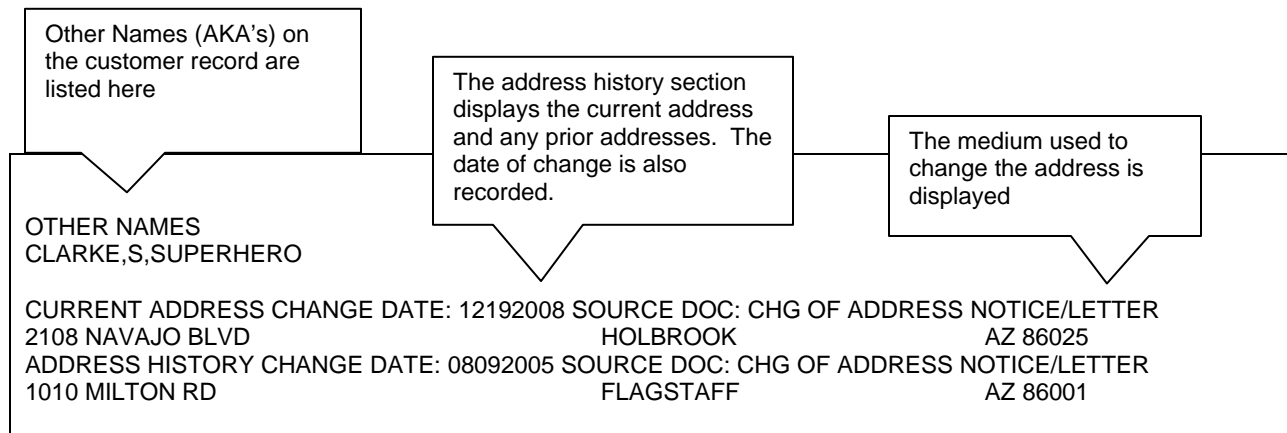 Other Names (AKA's) on
the customer record are
listed here
The address history section
displays the current address
and any prior addresses.  The
date of change is also
recorded.
The medium used to
change the address is
displayed
OTHER NAMES
CLARKE,S,SUPERHERO
CURRENT ADDRESS CHANGE DATE: 12192008 SOURCE DOC: CHG OF ADDRESS NOTICE/LETTER
2108 NAVAJO BLVD HOLBROOK AZ 86025
ADDRESS HISTORY CHANGE DATE: 08092005 SOURCE DOC: CHG OF ADDRESS NOTICE/LETTER
1010 MILTON RD FLAGSTAFF AZ 86001